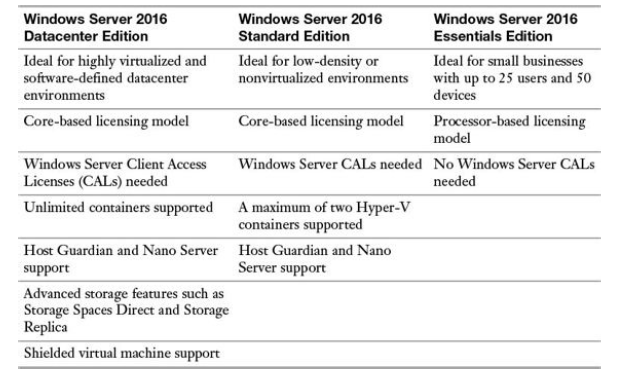 Windows Server 2016 Datacenter Edition
Windows Server 2016 Standard Edition
Windows Server 2016 Essentials Edition
Ideal for highly virtualized and software-defined datacenter environments
Ideal for low-density or nonvirtualized environments
Ideal for small businesses with up to 25 users and 50 devices
Core-based licensing model
Core-based licensing model
Processor-based licensing model
Windows Server Client Access Licenses (CALs) needed
Windows Server CALs needed
No Windows Server CALs needed
Unlimited containers supported
A maximum of two Hyper-V containers supported
Host Guardian and Nano Server support
Host Guardian and Nano Server support
Advanced storage features such as Storage Spaces Direct and Storage Replica
Shielded virtual machine support